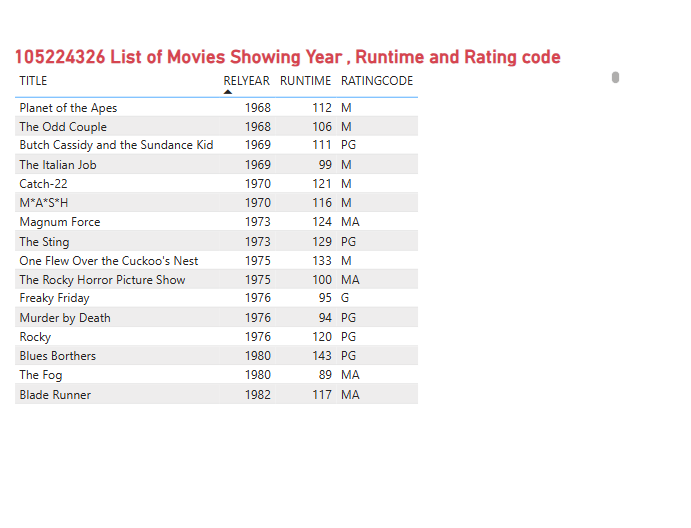 105224326 List of Movies Showing Year , Runtime and Rating code
TITLE RELYEAR RUNTIME RATINGCODE
Planet of the Apes 1968 112 M
The Odd Couple 1968 106 M
Butch Cassidy and the Sundance Kid 1969 111 PG
The Italian Job 1969 99 M
Catch-22 1970 121 M
M*A*S*H 1970 116 M
Magnum Force 1973 124 MA
The Sting 1973 129 PG
One Flew Over the Cuckoo's Nest 1975 133 M
The Rocky Horror Picture Show 1975 100 MA
Freaky Friday 1976 95 G
Murder by Death 1976 94 PG
Rocky 1976 120 PG
Blues Borthers 1980 143 PG
The Fog 1980 89 MA
Blade Runner 1982 117 MA